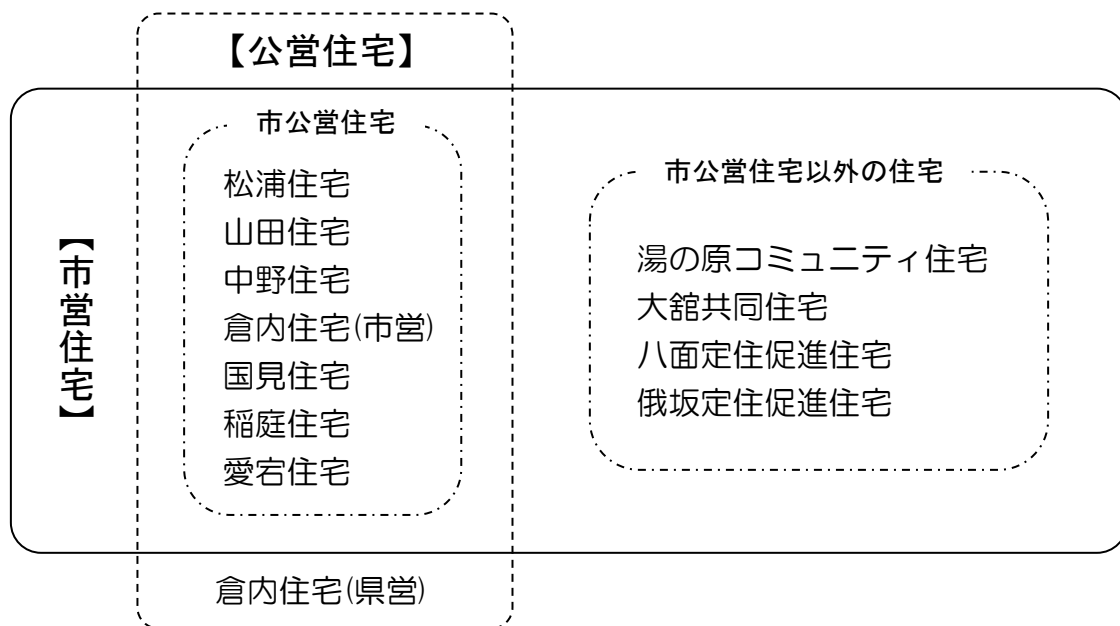 【公営住宅】
【市営住宅】
市公営住宅
松浦住宅
山田住宅
中野住宅
倉内住宅(市営)
国見住宅
稲庭住宅
愛宕住宅
市公営住宅以外の住宅
湯の原コミュニティ住宅
大舘共同住宅
八面定住促進住宅
俄坂定住促進住宅
倉内住宅(県営)